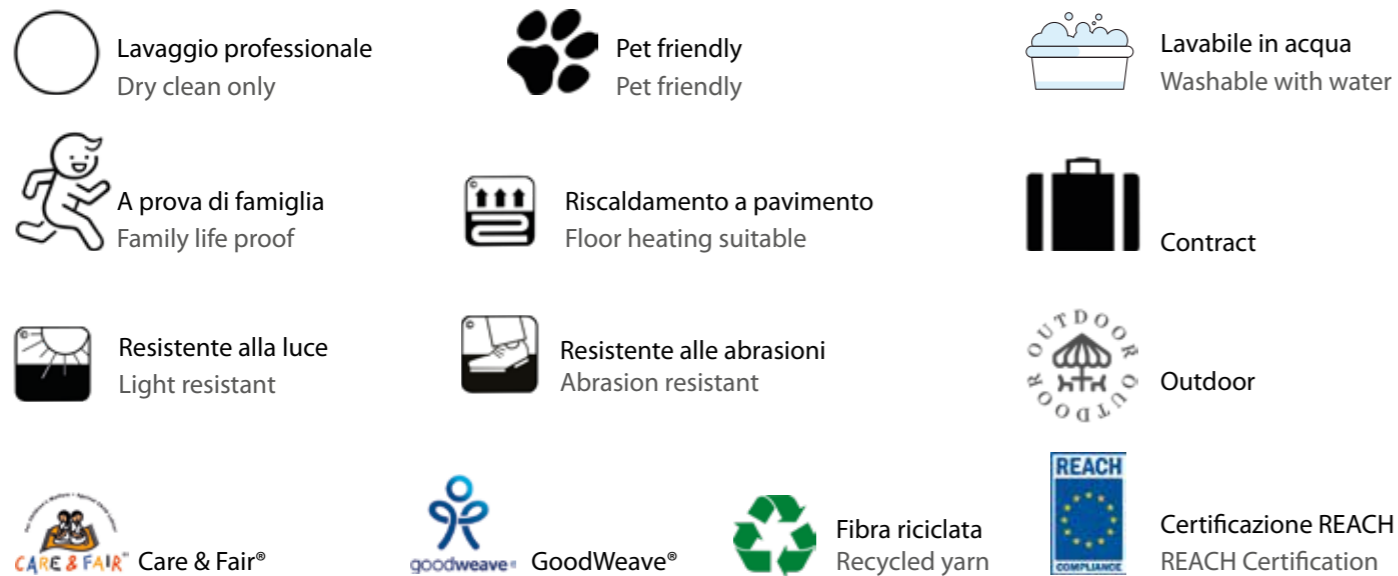 Lavaggio professionale
Dry clean only
Pet friendly
Pet friendly
Lavabile in acqua
Washable with water
A prova di famiglia
Family life proof
Riscaldamento a pavimento
Floor heating suitable
Contract
Resistente alla luce
Light resistant
Resistente alle abrasioni
Abrasion resistant
OUTDOOR OUTDOOR OUTDOOR
Outdoor
CARE & FAIR®
Care & Fair®
goodweave®
GoodWeave®
Fibra riciclata
Recycled yarn
REACH
COMPLIANCE
Certificazione REACH
REACH Certification